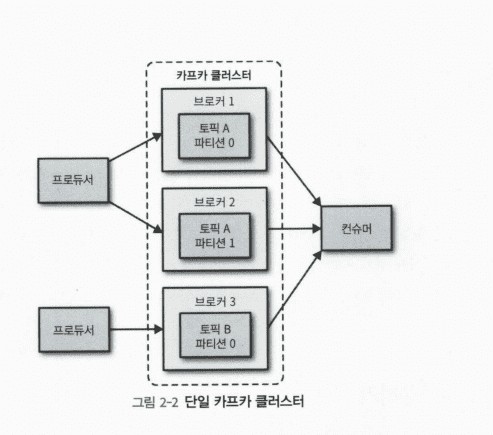 카프카 클러스터
브로커 1
토픽 A
파티션 0
프로듀서
브로커 2
토픽 A
파티션 1
컨슈머
브로커 3
토픽 B
파티션 0
프로듀서
그림 2-2 단일 카프카 클러스터